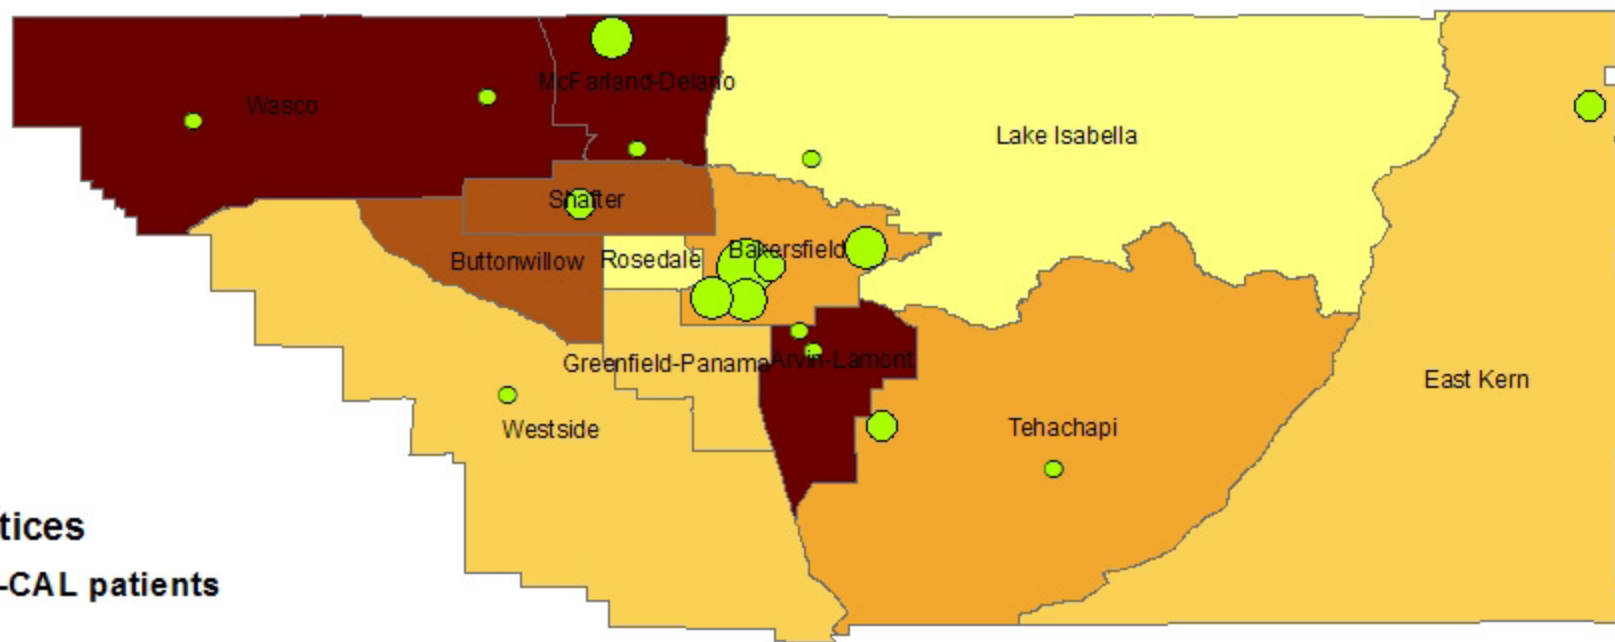 McFarland-Delano
Wasco
Lake Isabella
Shafter
Bakersfield
Rosedale
Buttonwillow
Greenfield-Panama
Arvin-Lamont
East Kern
Westside
Tehachapi
tices
-CAL patients